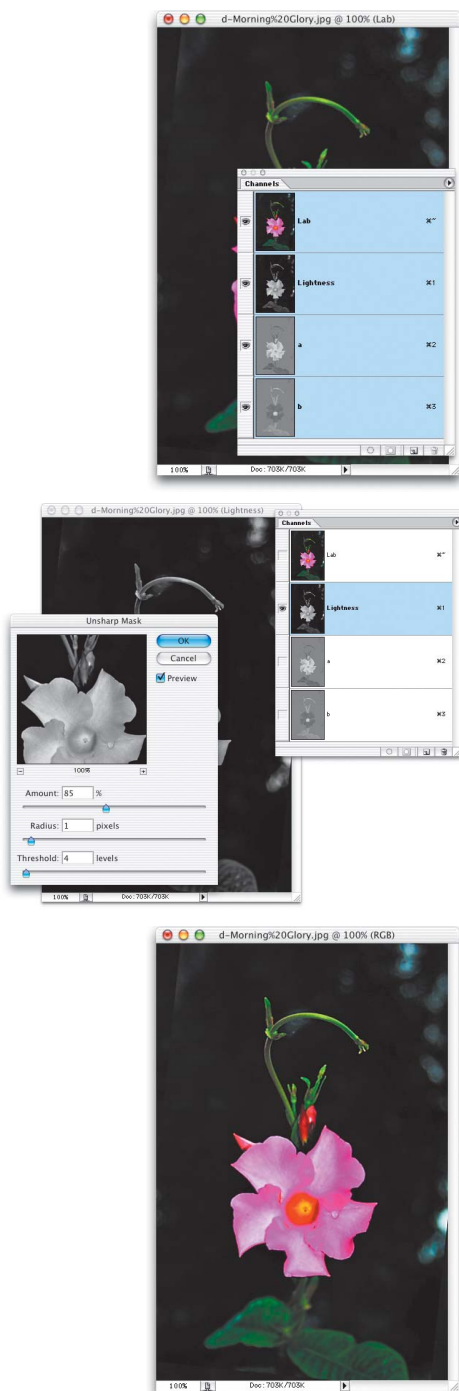 d-Morning%20Glory.jpg @ 100% (Lab)
Channels
Lab ⌘~
Lightness ⌘1
a ⌘2
b ⌘3
100% Doc: 703K/703K
d-Morning%20Glory.jpg @ 100% (Lightness)
Channels
Lab ⌘~
Lightness ⌘1
a ⌘2
b ⌘3
Unsharp Mask
OK
Cancel
Preview
100%
Amount: 85 %
Radius: 1 pixels
Threshold: 4 levels
100% Doc: 703K/703K
d-Morning%20Glory.jpg @ 100% (RGB)
100% Doc: 703K/703K